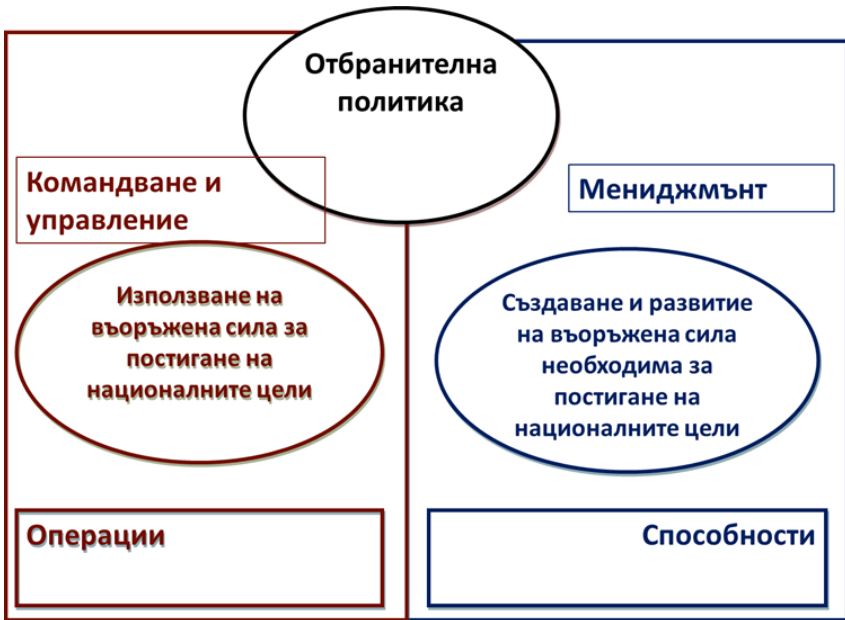 Отбранителна
политика
Командване и
управление
Използване на
въоръжена сила за
постигане на
националните цели
Операции
Мениджмънт
Създаване и развитие
на въоръжена сила
необходима за
постигане на
националните цели
Способности